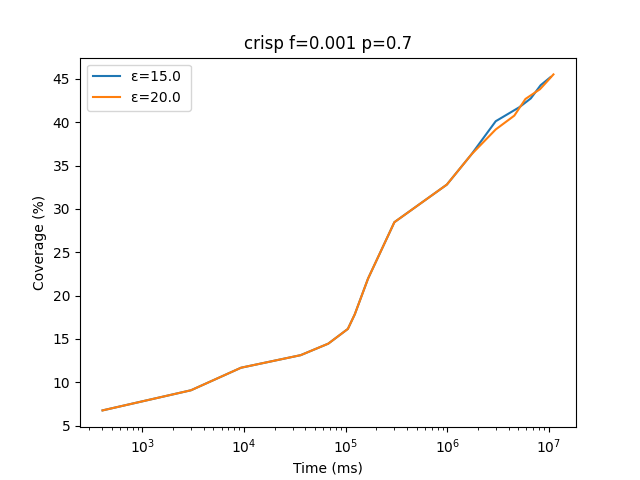 crisp f=0.001 p=0.7
ε=15.0
ε=20.0
Coverage (%)
45
40
35
30
25
20
15
10
5
10³ 10⁴ 10⁵ 10⁶ 10⁷
Time (ms)